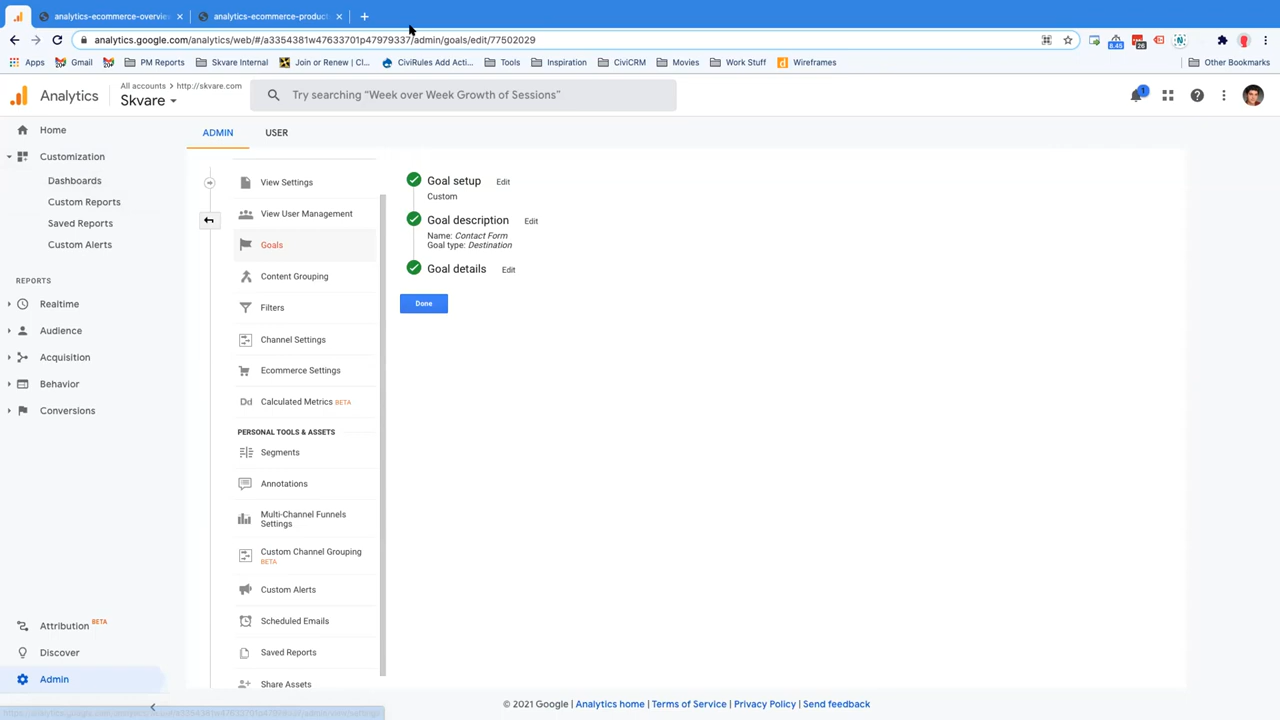 analytics-ecommerce-overvie
analytics-ecommerce-product
analytics.google.com/analytics/web/#/a3354381w47633701p47979337/admin/goals/edit/77502029
6.45
26
Apps
Gmail
PM Reports
Skvare Internal
Join or Renew | Cl...
CiviRules Add Acti...
Tools
Inspiration
CiviCRM
Movies
Work Stuff
Wireframes
Other Bookmarks
Analytics
All accounts > http://skvare.com
Skvare
Try searching “Week over Week Growth of Sessions”
1
Home
Customization
Dashboards
Custom Reports
Saved Reports
Custom Alerts
REPORTS
Realtime
Audience
Acquisition
Behavior
Conversions
Attribution BETA
Discover
Admin
ADMIN
USER
View Settings
View User Management
Goals
Content Grouping
Filters
Channel Settings
Ecommerce Settings
Dd Calculated Metrics BETA
PERSONAL TOOLS & ASSETS
Segments
Annotations
Multi-Channel Funnels
Settings
Custom Channel Grouping
BETA
Custom Alerts
Scheduled Emails
Saved Reports
Share Assets
Goal setup Edit
Custom
Goal description Edit
Name: Contact Form
Goal type: Destination
Goal details Edit
Done
© 2021 Google | Analytics home | Terms of Service | Privacy Policy | Send feedback